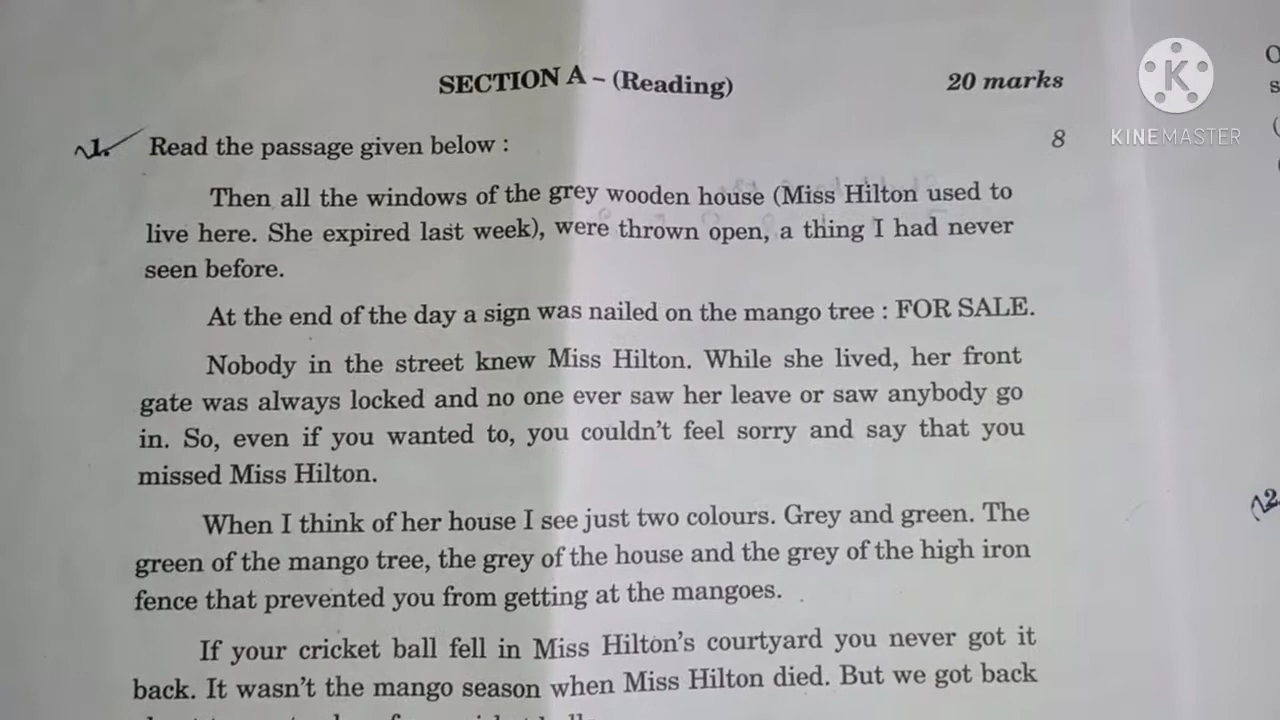 SECTION A – (Reading) 20 marks
K
KINEMASTER
1. Read the passage given below : 8
Then all the windows of the grey wooden house (Miss Hilton used to
live here. She expired last week), were thrown open, a thing I had never
seen before.
At the end of the day a sign was nailed on the mango tree : FOR SALE.
Nobody in the street knew Miss Hilton. While she lived, her front
gate was always locked and no one ever saw her leave or saw anybody go
in. So, even if you wanted to, you couldn't feel sorry and say that you
missed Miss Hilton.
When I think of her house I see just two colours. Grey and green. The
green of the mango tree, the grey of the house and the grey of the high iron
fence that prevented you from getting at the mangoes.
If your cricket ball fell in Miss Hilton's courtyard you never got it
back. It wasn't the mango season when Miss Hilton died. But we got back